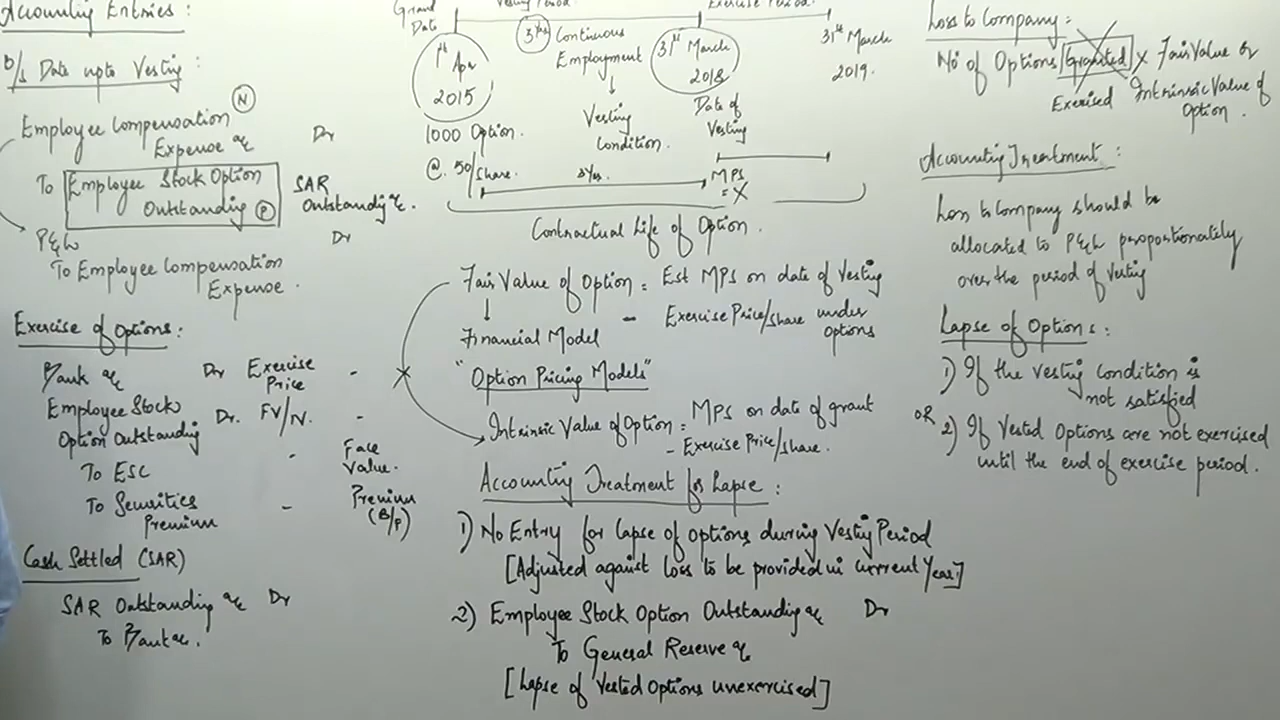 Accounting Entries:
B/S Date upto Vesting:
Employee Compensation (N)
Expense a/c Dr
To Employee Stock Option
Outstanding (P)
SAR
Outstanding a/c.
P&L Dr
To Employee Compensation
Expense.
Exercise of Options:
Bank a/c Dr Exercise
Price -
Employee Stock
Option Outstanding Dr. FV/IV. -
To ESC -
Face
Value.
To Securities
Premium -
Premium
(B/P)
Cash Settled (SAR)
SAR Outstanding a/c Dr
To Bank a/c.
Grand
Date
Vesting Period
Exercise Period
1st Apr
2015
3 Yrs Continuous
Employment
↓
Vesting
Condition.
31st March
2018
Date of
Vesting
31st March
2019.
1000 Option.
@. 50/share.
3 Yrs.
MPS
= X
Contractual Life of Option.
Fair Value of Option = Est MPS on date of Vesting
- Exercise Price/share under
options
↓
Financial Model
"Option Pricing Models"
Intrinsic Value of Option = MPS on date of grant
- Exercise Price/share.
Accounting Treatment for Lapse:
1) No Entry for lapse of options during Vesting Period
[Adjusted against loss to be provided in current Year]
2) Employee Stock Option Outstanding a/c Dr
To General Reserve a/c
[Lapse of Vested Options unexercised]
Loss to Company:
No of Options Granted x Fair Value or
Exercised Intrinsic Value of
Option.
Accounting Treatment:
Loss to Company should be
allocated to P&L proportionately
over the period of Vesting
Lapse of Options:
1) If the vesting condition is
not satisfied
OR
2) If Vested Options are not exercised
until the end of exercise period.